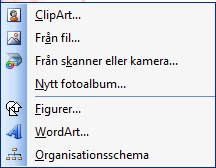 ClipArt...
Från fil...
Från skanner eller kamera...
Nytt fotoalbum...
Figurer...
WordArt...
Organisationsschema